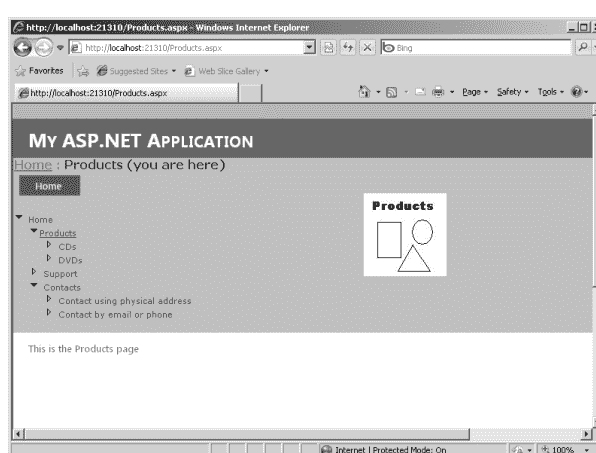 http://localhost:21310/Products.aspx - Windows Internet Explorer
http://localhost:21310/Products.aspx
Bing
Favorites Suggested Sites Web Slice Gallery
http://localhost:21310/Products.aspx
Page Safety Tools
MY ASP.NET APPLICATION
Home : Products (you are here)
Home
Products
Home
Products
CDs
DVDs
Support
Contacts
Contact using physical address
Contact by email or phone
This is the Products page
Internet | Protected Mode: On
100%